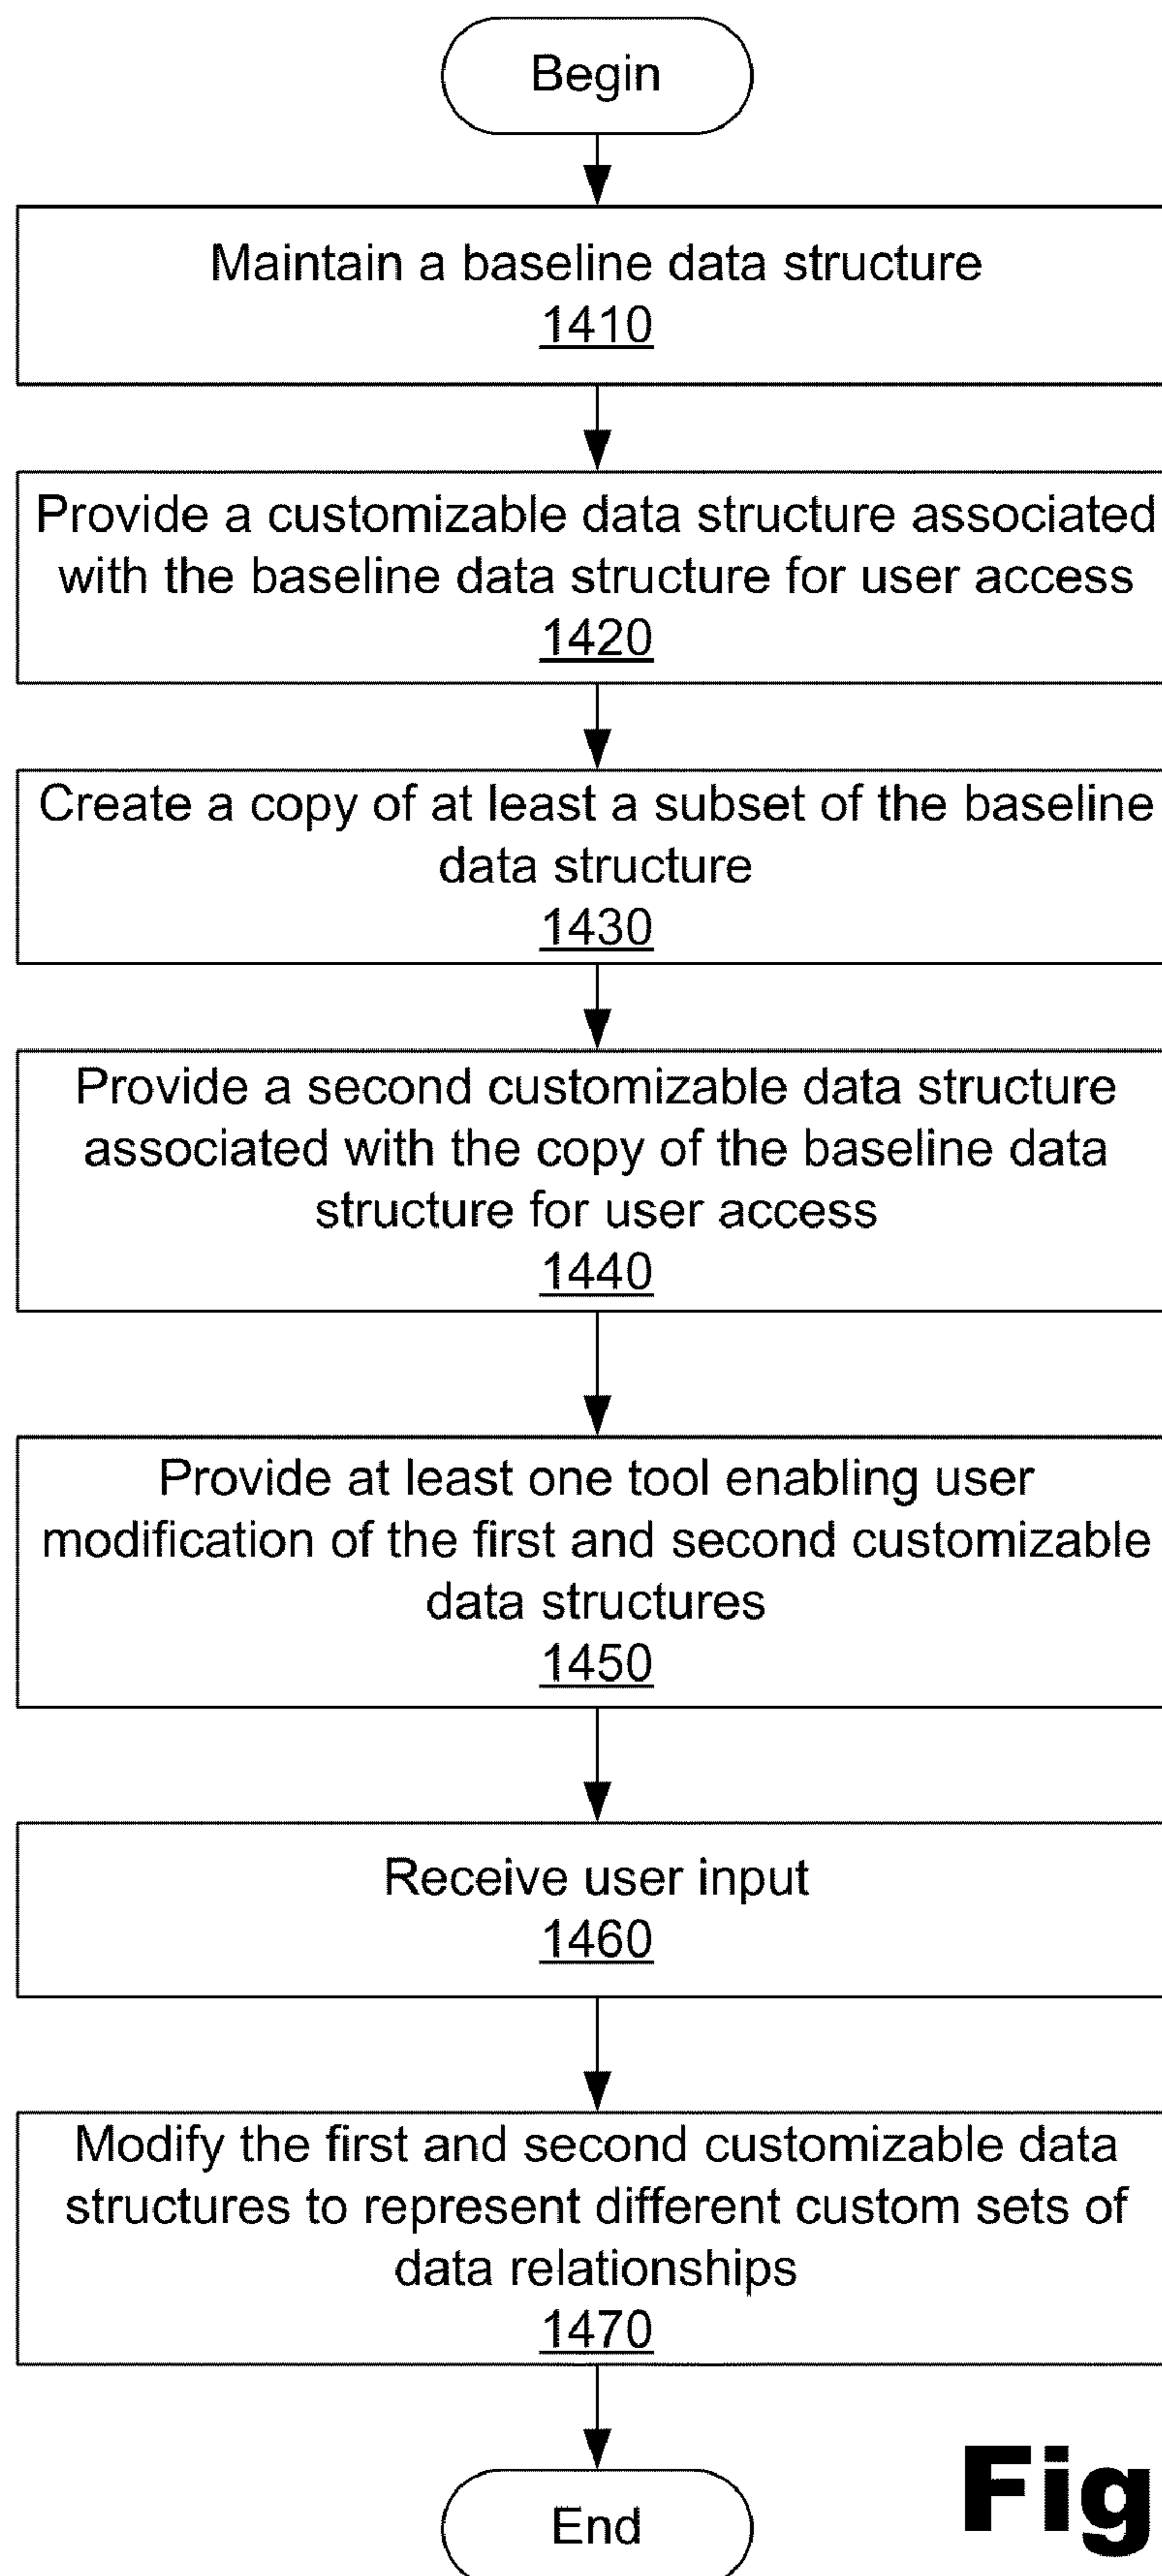 Begin
Maintain a baseline data structure
1410
Provide a customizable data structure associated
with the baseline data structure for user access
1420
Create a copy of at least a subset of the baseline
data structure
1430
Provide a second customizable data structure
associated with the copy of the baseline data
structure for user access
1440
Provide at least one tool enabling user
modification of the first and second customizable
data structures
1450
Receive user input
1460
Modify the first and second customizable data
structures to represent different custom sets of
data relationships
1470
End
Fig